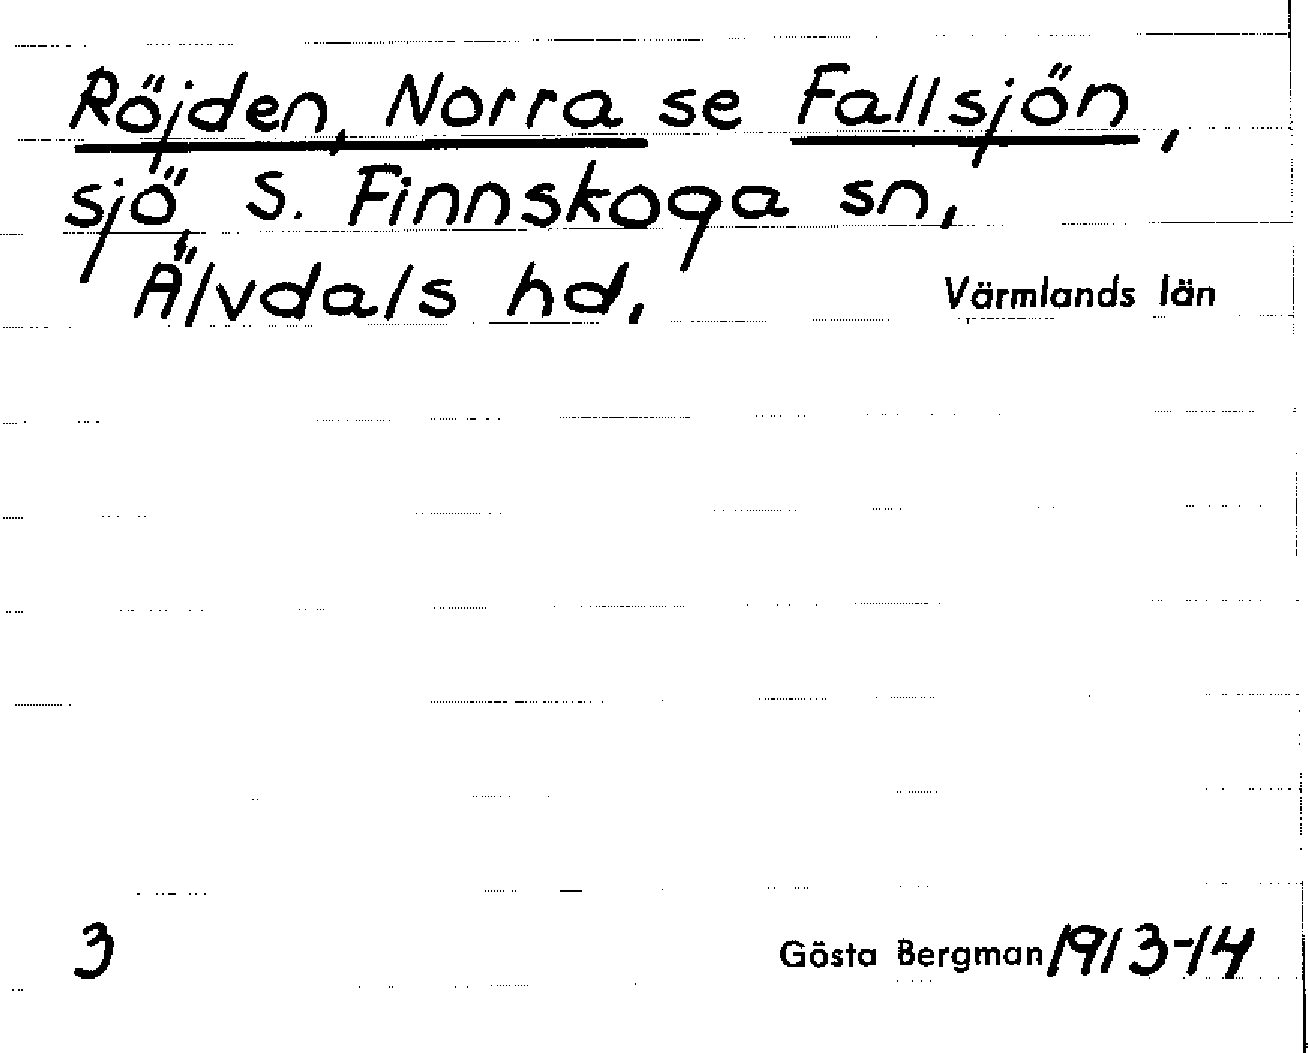 Röjden, Norra se Fallsjön,
sjö, S. Finnskoga sn,
Älvdals hd, Värmlands län
3 Gösta Bergman 1913-14